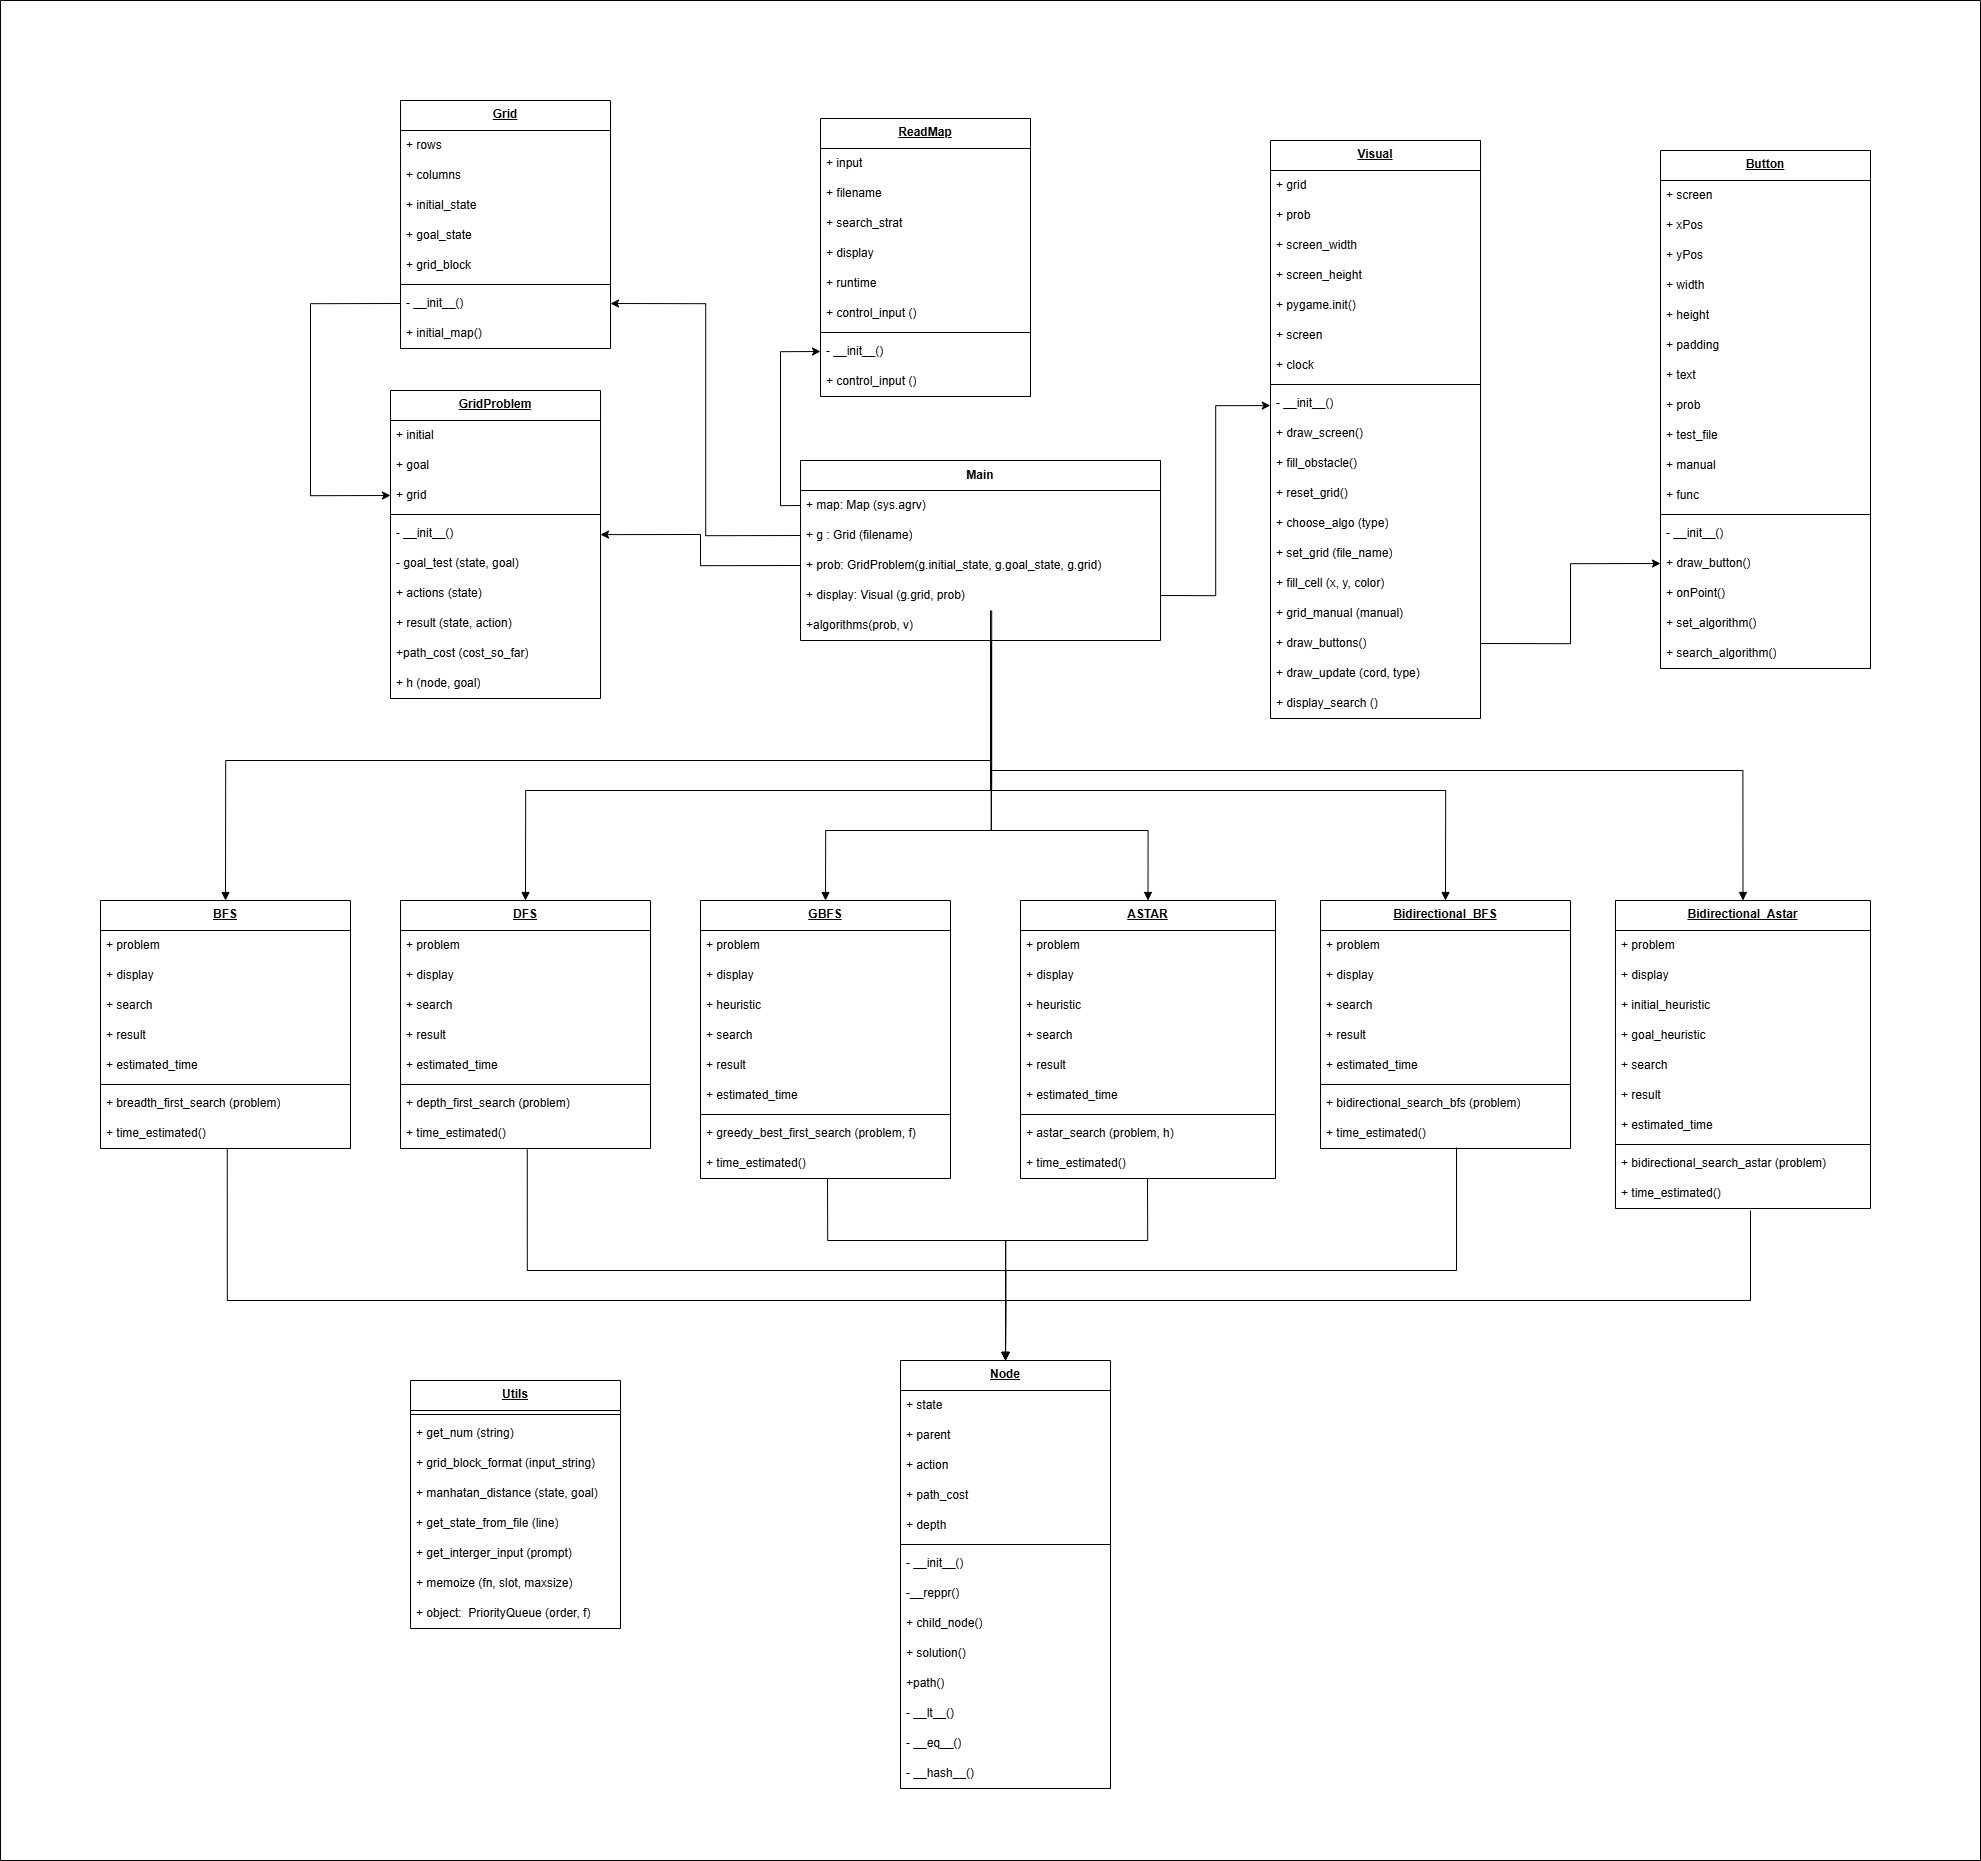 Grid
+ rows
+ columns
+ initial_state
+ goal_state
+ grid_block
- __init__()
+ initial_map()
ReadMap
+ input
+ filename
+ search_strat
+ display
+ runtime
+ control_input ()
- __init__()
+ control_input ()
Visual
+ grid
+ prob
+ screen_width
+ screen_height
+ pygame.init()
+ screen
+ clock
- __init__()
+ draw_screen()
+ fill_obstacle()
+ reset_grid()
+ choose_algo (type)
+ set_grid (file_name)
+ fill_cell (x, y, color)
+ grid_manual (manual)
+ draw_buttons()
+ draw_update (cord, type)
+ display_search ()
Button
+ screen
+ xPos
+ yPos
+ width
+ height
+ padding
+ text
+ prob
+ test_file
+ manual
+ func
- __init__()
+ draw_button()
+ onPoint()
+ set_algorithm()
+ search_algorithm()
GridProblem
+ initial
+ goal
+ grid
- __init__()
- goal_test (state, goal)
+ actions (state)
+ result (state, action)
+path_cost (cost_so_far)
+ h (node, goal)
Main
+ map: Map (sys.agrv)
+ g : Grid (filename)
+ prob: GridProblem(g.initial_state, g.goal_state, g.grid)
+ display: Visual (g.grid, prob)
+algorithms(prob, v)
BFS
+ problem
+ display
+ search
+ result
+ estimated_time
+ breadth_first_search (problem)
+ time_estimated()
DFS
+ problem
+ display
+ search
+ result
+ estimated_time
+ depth_first_search (problem)
+ time_estimated()
GBFS
+ problem
+ display
+ heuristic
+ search
+ result
+ estimated_time
+ greedy_best_first_search (problem, f)
+ time_estimated()
ASTAR
+ problem
+ display
+ heuristic
+ search
+ result
+ estimated_time
+ astar_search (problem, h)
+ time_estimated()
Bidirectional_BFS
+ problem
+ display
+ search
+ result
+ estimated_time
+ bidirectional_search_bfs (problem)
+ time_estimated()
Bidirectional_Astar
+ problem
+ display
+ initial_heuristic
+ goal_heuristic
+ search
+ result
+ estimated_time
+ bidirectional_search_astar (problem)
+ time_estimated()
Utils
+ get_num (string)
+ grid_block_format (input_string)
+ manhatan_distance (state, goal)
+ get_state_from_file (line)
+ get_interger_input (prompt)
+ memoize (fn, slot, maxsize)
+ object:  PriorityQueue (order, f)
Node
+ state
+ parent
+ action
+ path_cost
+ depth
- __init__()
-__reppr()
+ child_node()
+ solution()
+path()
- __lt__()
- __eq__()
- __hash__()